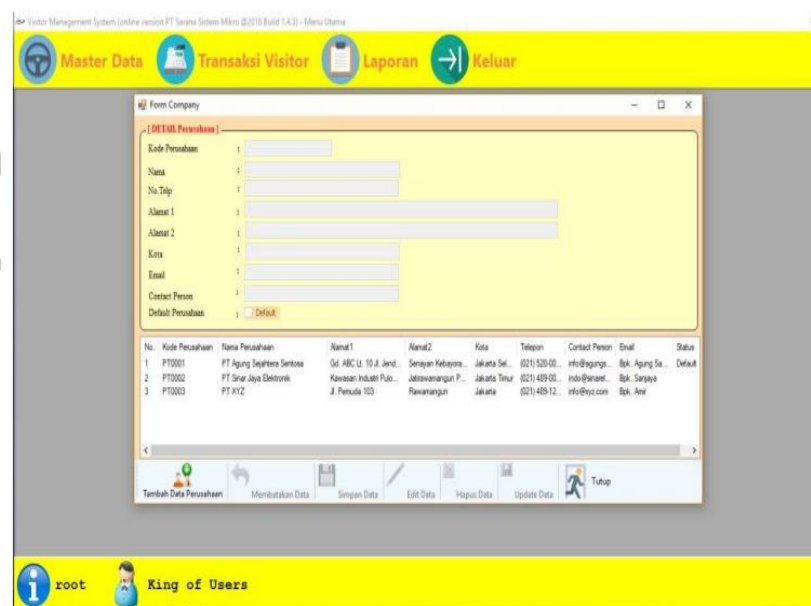 Visitor Management System (online version PT Sarana Sistem Mikro @2018 Build 1.4.3) - Menu Utama
Master Data Transaksi Visitor Laporan Keluar
Form Company
[ DETAIL Perusahaan ]
Kode Perusahaan :
Nama :
No.Telp :
Alamat 1 :
Alamat 2 :
Kota :
Email :
Contact Person :
Default Perusahaan : Default
No. Kode Perusahaan Nama Perusahaan Alamat1 Alamat2 Kota Telepon Contact Person Email Status
1 PT0001 PT Agung Sejahtera Sentosa Gd. ABC Lt. 10 Jl. Jend... Senayan Kebayora... Jakarta Sel... (021) 520-00... info@agungs... Bpk. Agung Sa... Default
2 PT0002 PT Sinar Jaya Elektronik Kawasan Industri Pulo... Jatirawamangun P... Jakarta Timur (021) 489-00... indo@sinarel... Bpk. Sanjaya
3 PT0003 PT XYZ Jl. Pemuda 103 Rawamangun Jakarta (021) 489-12... info@xyz.com Bpk. Amir
Tambah Data Perusahaan Membatakan Data Simpan Data Edit Data Hapus Data Update Data Tutup
root King of Users